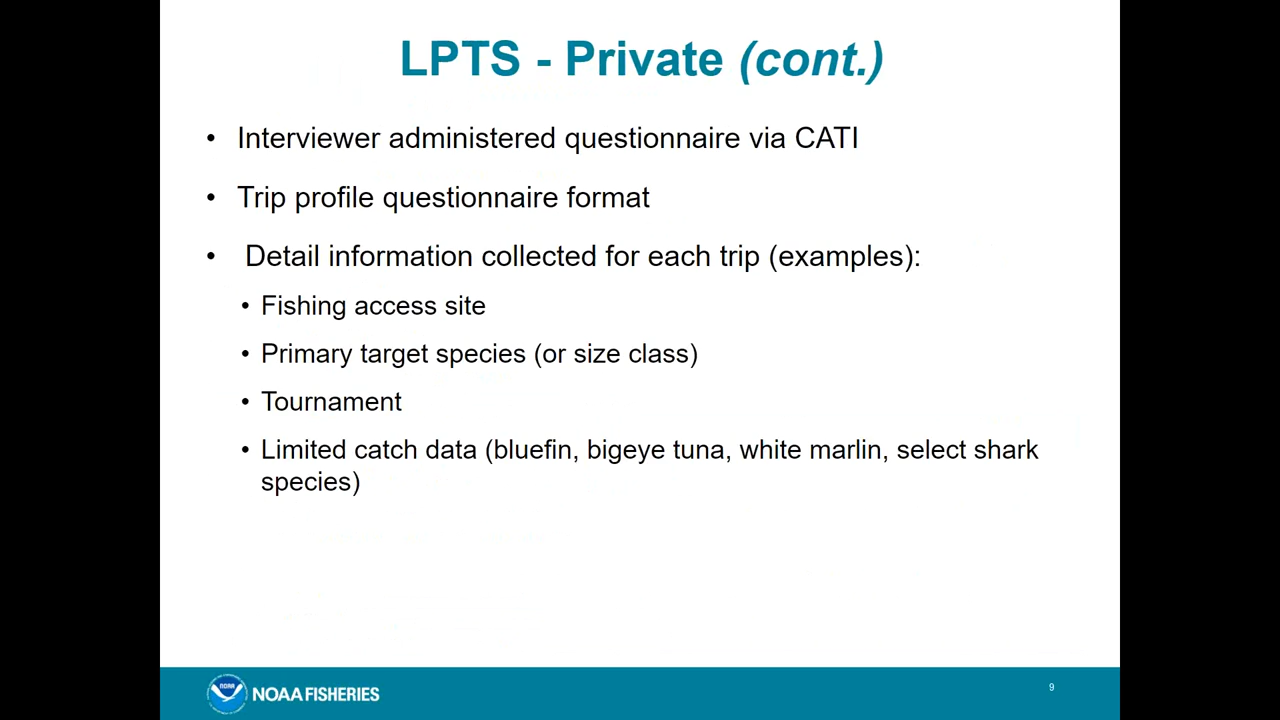 LPTS - Private (cont.)
• Interviewer administered questionnaire via CATI
• Trip profile questionnaire format
• Detail information collected for each trip (examples):
• Fishing access site
• Primary target species (or size class)
• Tournament
• Limited catch data (bluefin, bigeye tuna, white marlin, select shark
species)
NOAA
NOAA FISHERIES
9